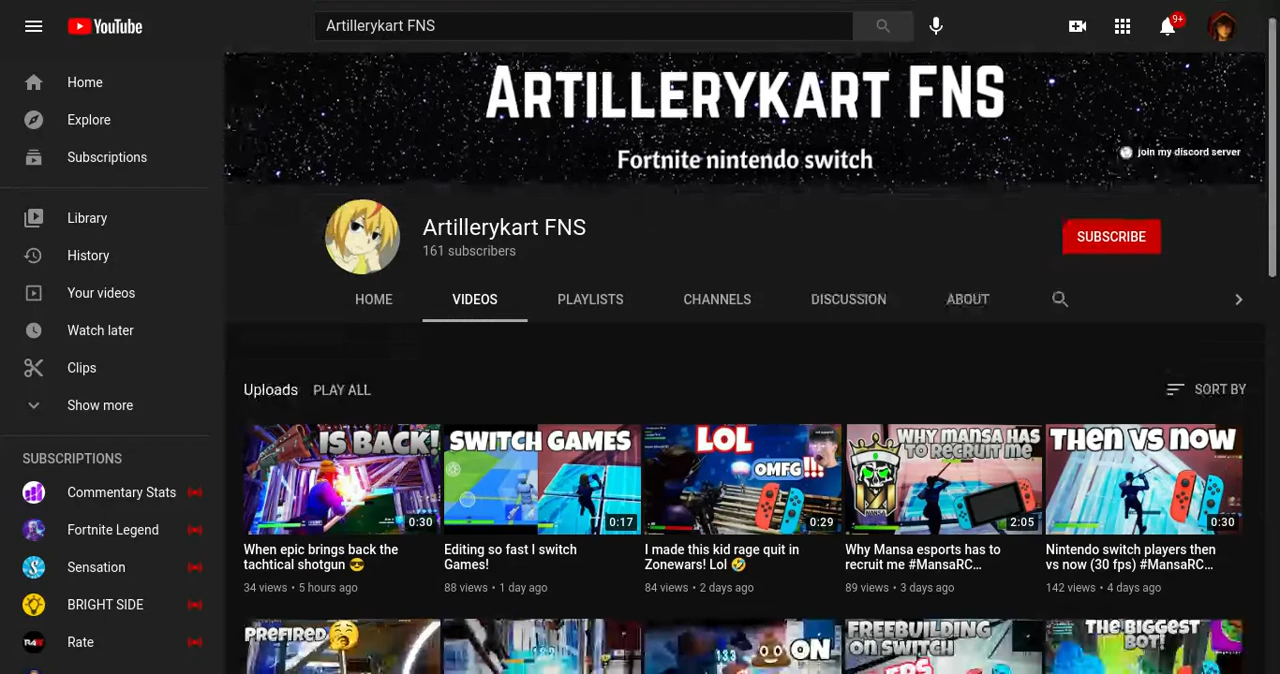 YouTube
Artillerykart FNS
9+
Home
Explore
Subscriptions
Library
History
Your videos
Watch later
Clips
Show more
SUBSCRIPTIONS
Commentary Stats
Fortnite Legend
Sensation
BRIGHT SIDE
Rate
ARTILLERYKART FNS
Fortnite nintendo switch
join my discord server
Artillerykart FNS
161 subscribers
SUBSCRIBE
HOME VIDEOS PLAYLISTS CHANNELS DISCUSSION ABOUT
Uploads PLAY ALL
SORT BY
IS BACK!
0:30
When epic brings back the
tachtical shotgun 😎
34 views • 5 hours ago
SWITCH GAMES
0:17
Editing so fast I switch
Games!
88 views • 1 day ago
LOL
OMFG!!!
0:29
I made this kid rage quit in
Zonewars! Lol 🤣
84 views • 2 days ago
WHY MANSA HAS
TO RECRUIT ME
MANSA
2:05
Why Mansa esports has to
recruit me #MansaRC…
89 views • 3 days ago
THEN VS NOW
0:30
Nintendo switch players then
vs now (30 fps) #MansaRC…
142 views • 4 days ago
PREFIRED
133
ON
FREEBUILDING
ON SWITCH
THE BIGGEST
BOT!